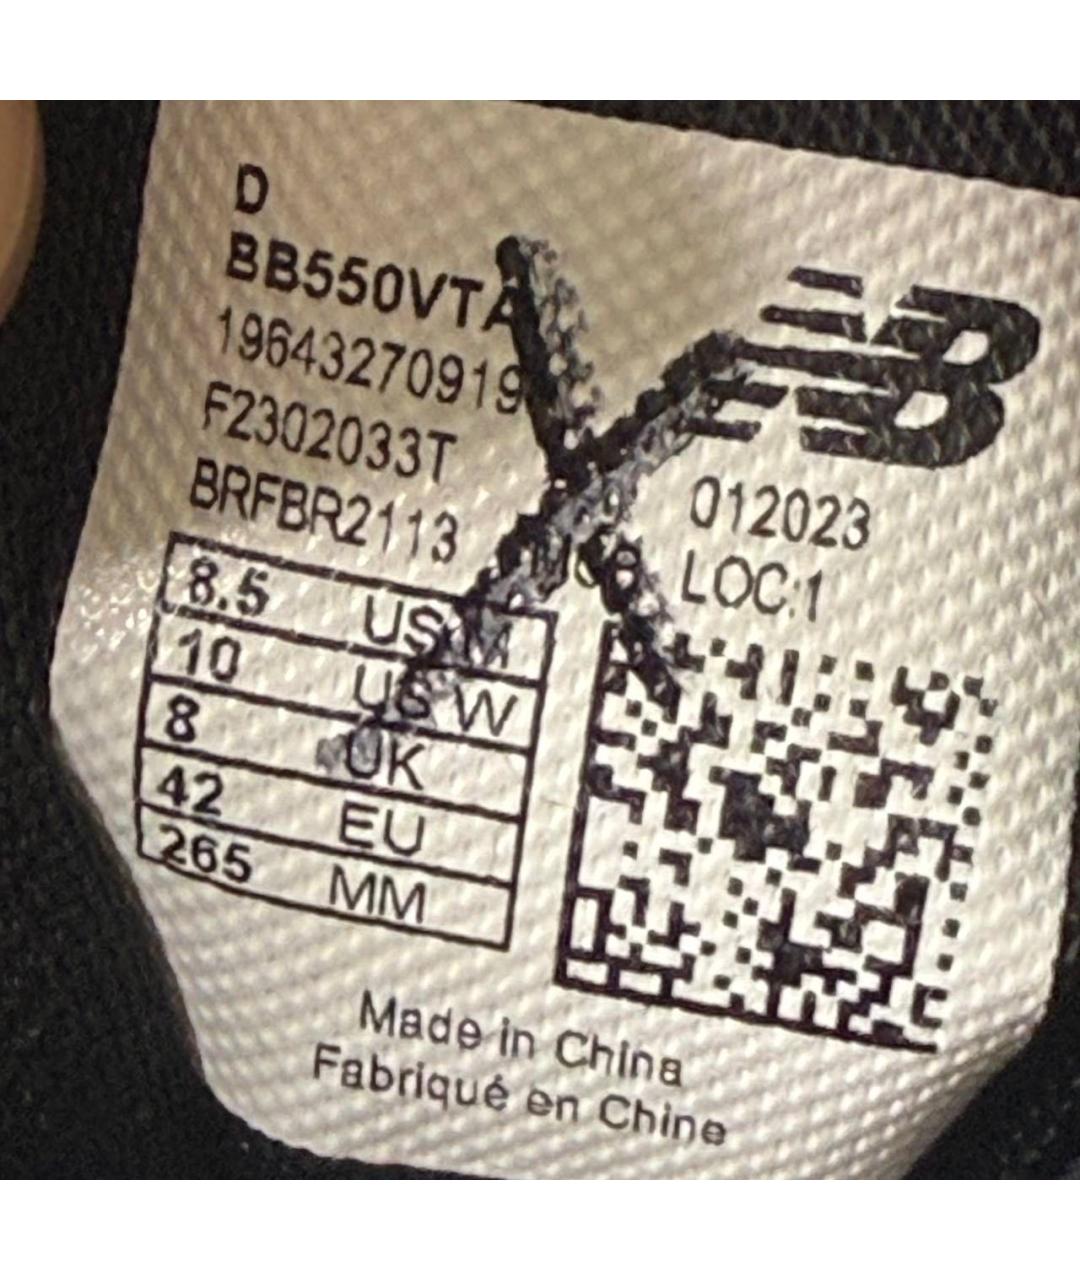 D
BB550VTA
19643270919
F2302033T
BRFBR2113
NB
012023
LOC:1
8.5 US M
10 US W
8 UK
42 EU
265 MM
Made in China
Fabriqué en Chine